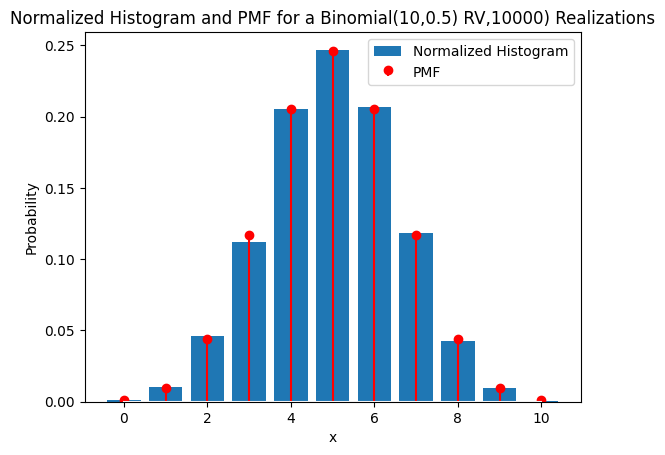 Normalized Histogram and PMF for a Binomial(10,0.5) RV,10000) Realizations
Normalized Histogram
PMF
0.25
0.20
0.15
0.10
0.05
0.00
Probability
0 2 4 6 8 10
x